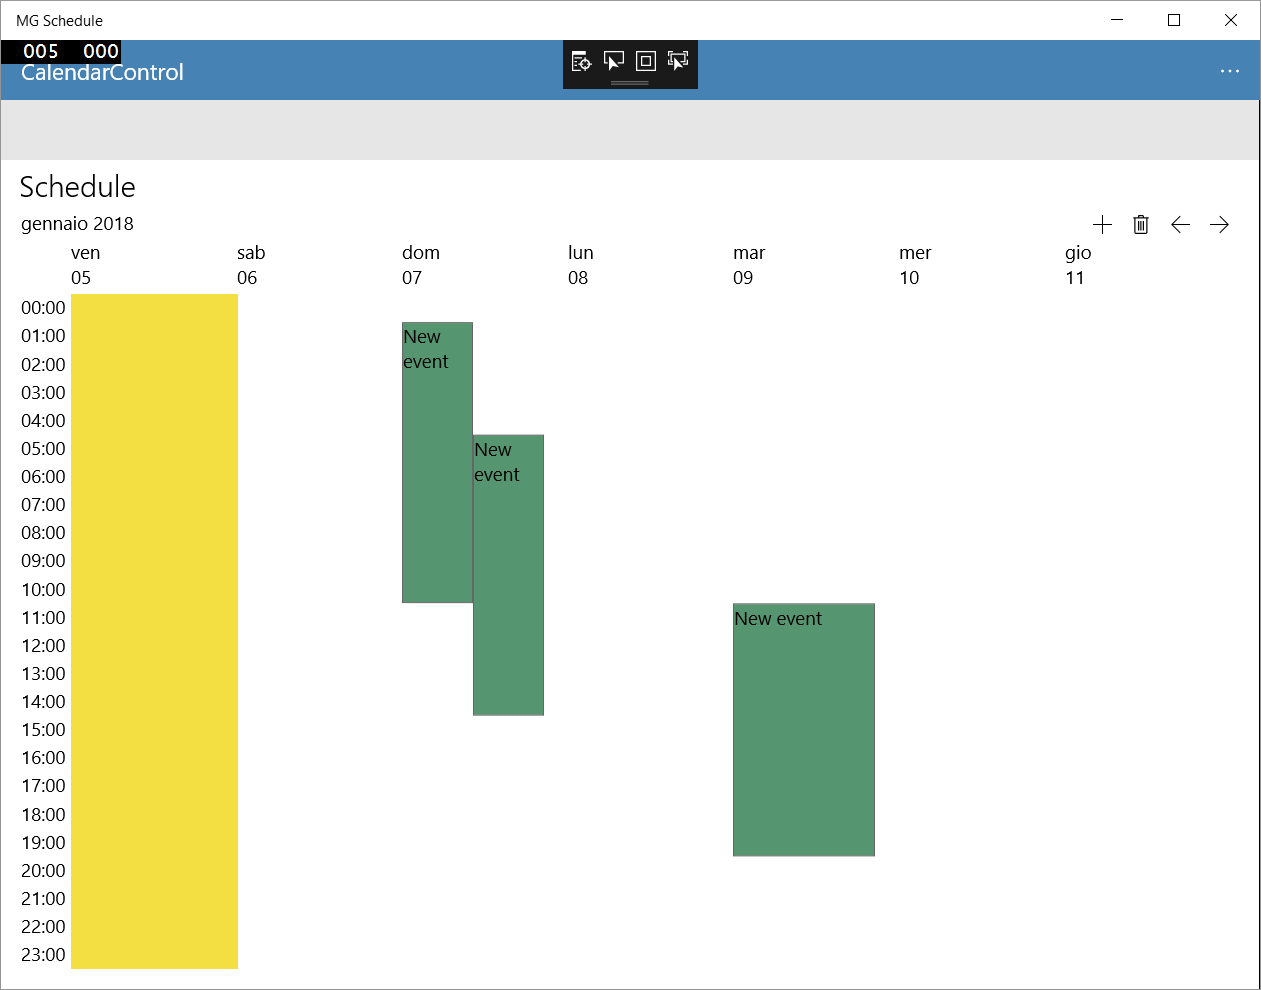 MG Schedule
005 000
CalendarControl
Schedule
gennaio 2018
ven sab dom lun mar mer gio
05 06 07 08 09 10 11
00:00
01:00
New
event
02:00
03:00
04:00
05:00
New
event
06:00
07:00
08:00
09:00
10:00
11:00
New event
12:00
13:00
14:00
15:00
16:00
17:00
18:00
19:00
20:00
21:00
22:00
23:00